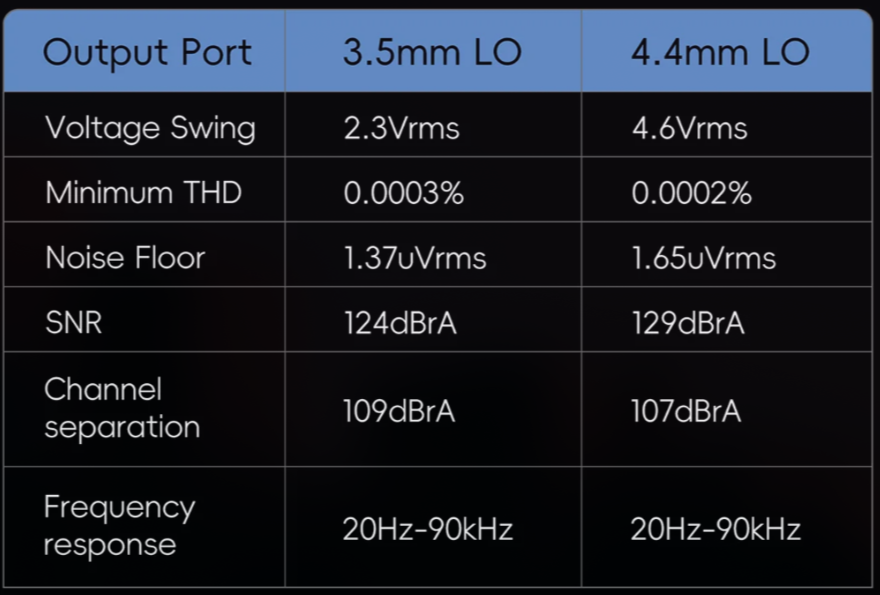 Output Port 3.5mm LO 4.4mm LO
Voltage Swing 2.3Vrms 4.6Vrms
Minimum THD 0.0003% 0.0002%
Noise Floor 1.37uVrms 1.65uVrms
SNR 124dBrA 129dBrA
Channel
separation 109dBrA 107dBrA
Frequency
response 20Hz-90kHz 20Hz-90kHz